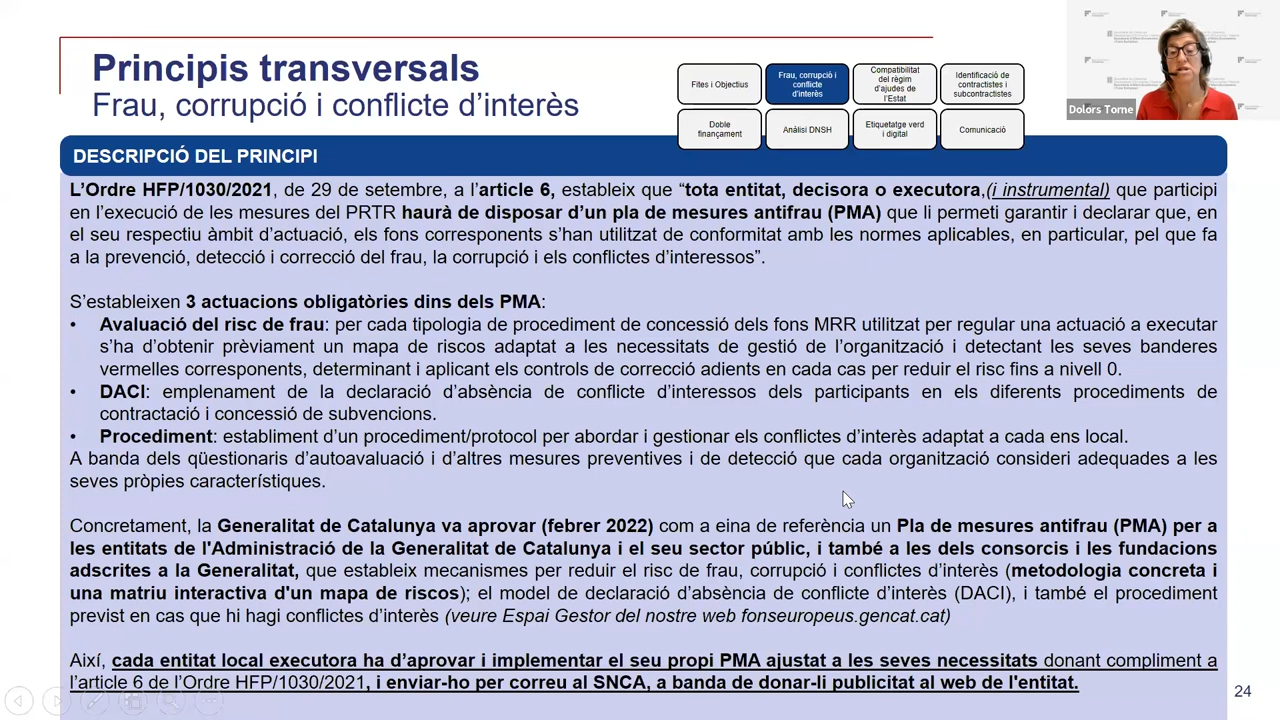 Principis transversals
Frau, corrupció i conflicte d’interès
Fites i Objectius
Frau, corrupció i
conflicte
d’interès
Compatibilitat
del règim
d’ajudes de
l’Estat
Identificació de
contractistes i
subcontractistes
Doble
finançament
Anàlisi DNSH
Etiquetatge verd
i digital
Comunicació
Dolors Torne
DESCRIPCIÓ DEL PRINCIPI
L’Ordre HFP/1030/2021, de 29 de setembre, a l’article 6, estableix que “tota entitat, decisora o executora,(i instrumental) que participi
en l’execució de les mesures del PRTR haurà de disposar d’un pla de mesures antifrau (PMA) que li permeti garantir i declarar que, en
el seu respectiu àmbit d’actuació, els fons corresponents s’han utilitzat de conformitat amb les normes aplicables, en particular, pel que fa
a la prevenció, detecció i correcció del frau, la corrupció i els conflictes d’interessos”.
S’estableixen 3 actuacions obligatòries dins dels PMA:
• Avaluació del risc de frau: per cada tipologia de procediment de concessió dels fons MRR utilitzat per regular una actuació a executar
s’ha d’obtenir prèviament un mapa de riscos adaptat a les necessitats de gestió de l’organització i detectant les seves banderes
vermelles corresponents, determinant i aplicant els controls de correcció adients en cada cas per reduir el risc fins a nivell 0.
• DACI: emplenament de la declaració d’absència de conflicte d’interessos dels participants en els diferents procediments de
contractació i concessió de subvencions.
• Procediment: establiment d’un procediment/protocol per abordar i gestionar els conflictes d’interès adaptat a cada ens local.
A banda dels qüestionaris d’autoavaluació i d’altres mesures preventives i de detecció que cada organització consideri adequades a les
seves pròpies característiques.
Concretament, la Generalitat de Catalunya va aprovar (febrer 2022) com a eina de referència un Pla de mesures antifrau (PMA) per a
les entitats de l'Administració de la Generalitat de Catalunya i el seu sector públic, i també a les dels consorcis i les fundacions
adscrites a la Generalitat, que estableix mecanismes per reduir el risc de frau, corrupció i conflictes d’interès (metodologia concreta i
una matriu interactiva d'un mapa de riscos); el model de declaració d’absència de conflicte d’interès (DACI), i també el procediment
previst en cas que hi hagi conflictes d’interès (veure Espai Gestor del nostre web fonseuropeus.gencat.cat)
Així, cada entitat local executora ha d’aprovar i implementar el seu propi PMA ajustat a les seves necessitats donant compliment a
l’article 6 de l’Ordre HFP/1030/2021, i enviar-ho per correu al SNCA, a banda de donar-li publicitat al web de l'entitat.
24